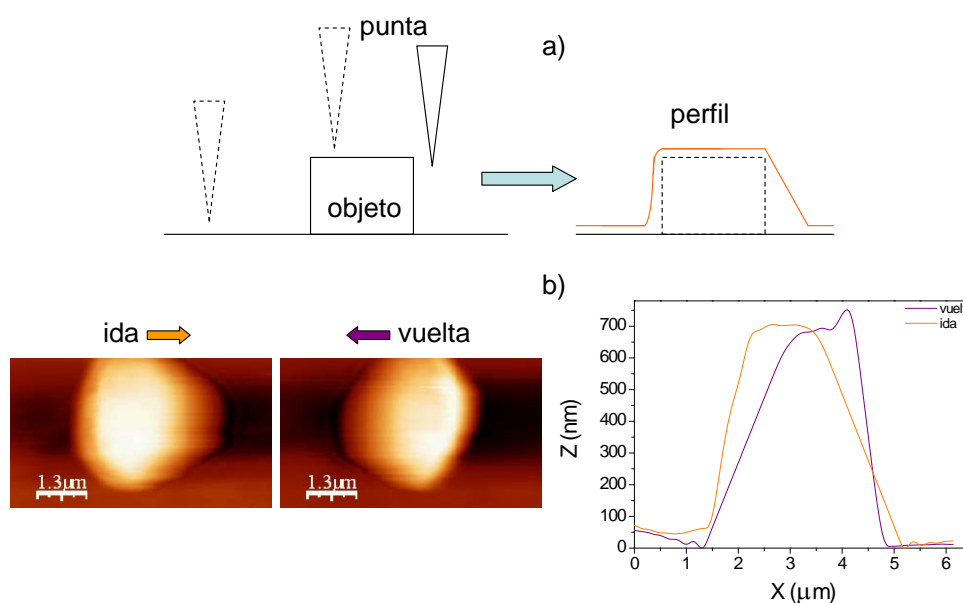 punta
a)
perfil
objeto
b)
ida
vuelta
1.3µm
1.3µm
vuelt
ida
Z (nm)
700
600
500
400
300
200
100
0
0 1 2 3 4 5 6
X (µm)